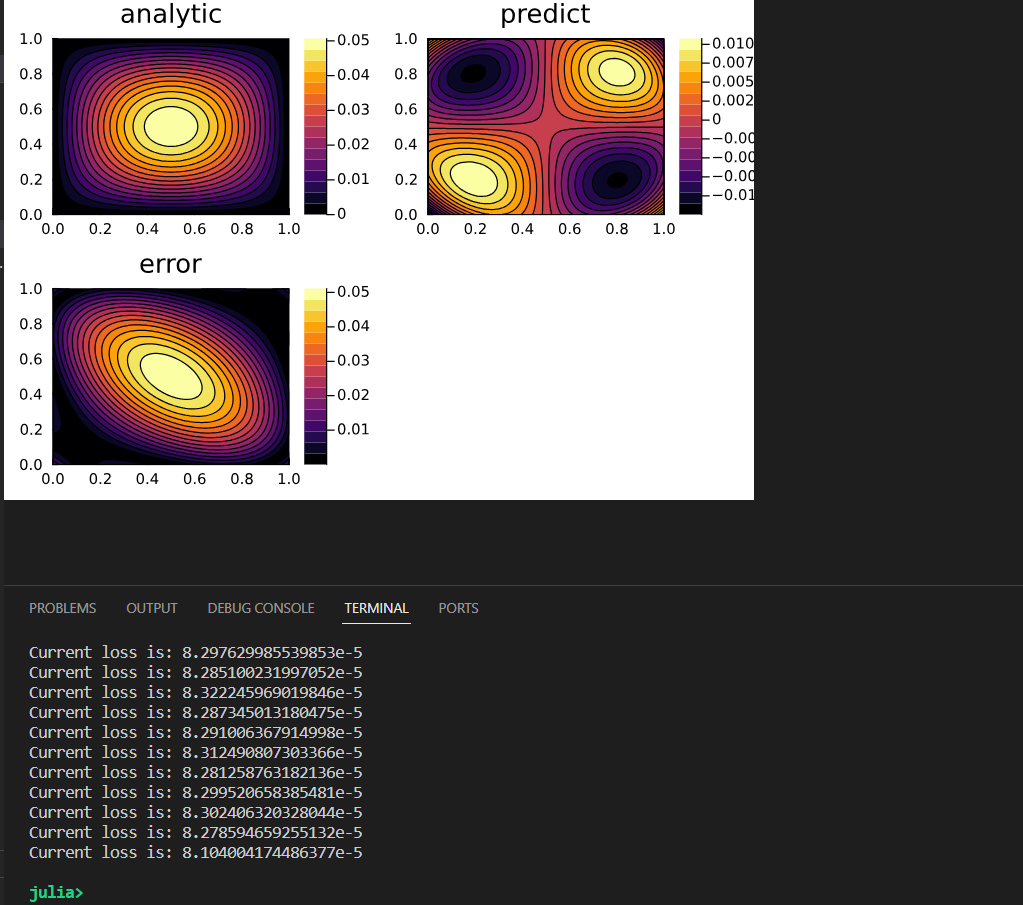 analytic
predict
1.0
0.8
0.6
0.4
0.2
0.0
0.0 0.2 0.4 0.6 0.8 1.0
0.05
0.04
0.03
0.02
0.01
0
1.0
0.8
0.6
0.4
0.2
0.0
0.0 0.2 0.4 0.6 0.8 1.0
0.010
0.007
0.005
0.002
0
−0.00
−0.00
−0.00
−0.01
error
1.0
0.8
0.6
0.4
0.2
0.0
0.0 0.2 0.4 0.6 0.8 1.0
0.05
0.04
0.03
0.02
0.01
PROBLEMS OUTPUT DEBUG CONSOLE TERMINAL PORTS
Current loss is: 8.297629985539853e-5
Current loss is: 8.285100231997052e-5
Current loss is: 8.322245969019846e-5
Current loss is: 8.287345013180475e-5
Current loss is: 8.291006367914998e-5
Current loss is: 8.312490807303366e-5
Current loss is: 8.281258763182136e-5
Current loss is: 8.299520658385481e-5
Current loss is: 8.302406320328044e-5
Current loss is: 8.278594659255132e-5
Current loss is: 8.104004174486377e-5
julia>